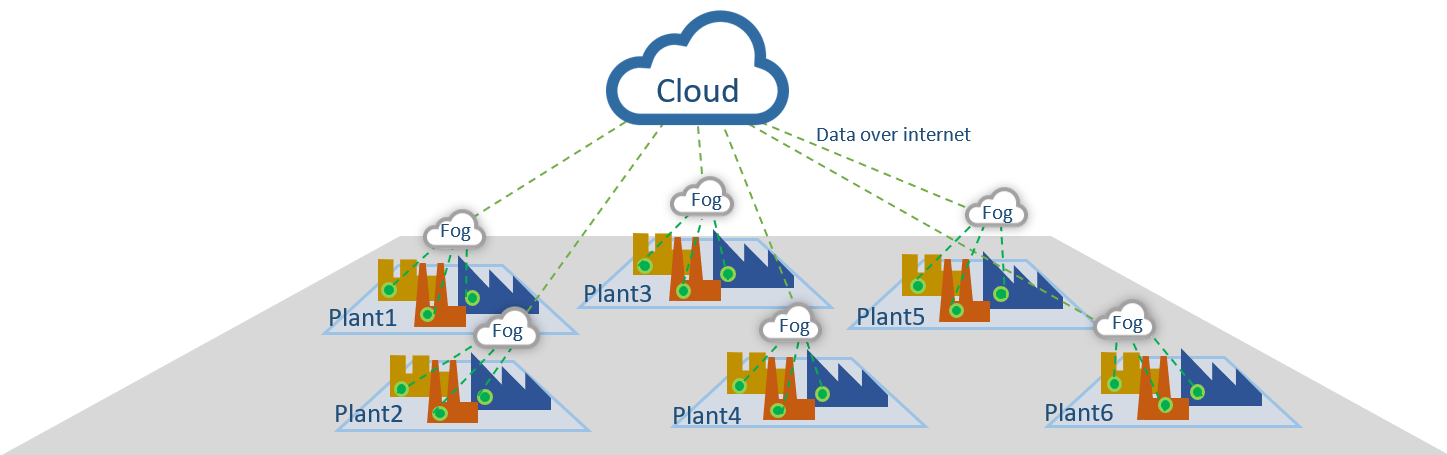 Cloud
Data over internet
Fog
Fog
Fog
Plant1
Plant3
Plant5
Fog
Fog
Fog
Plant2
Plant4
Plant6